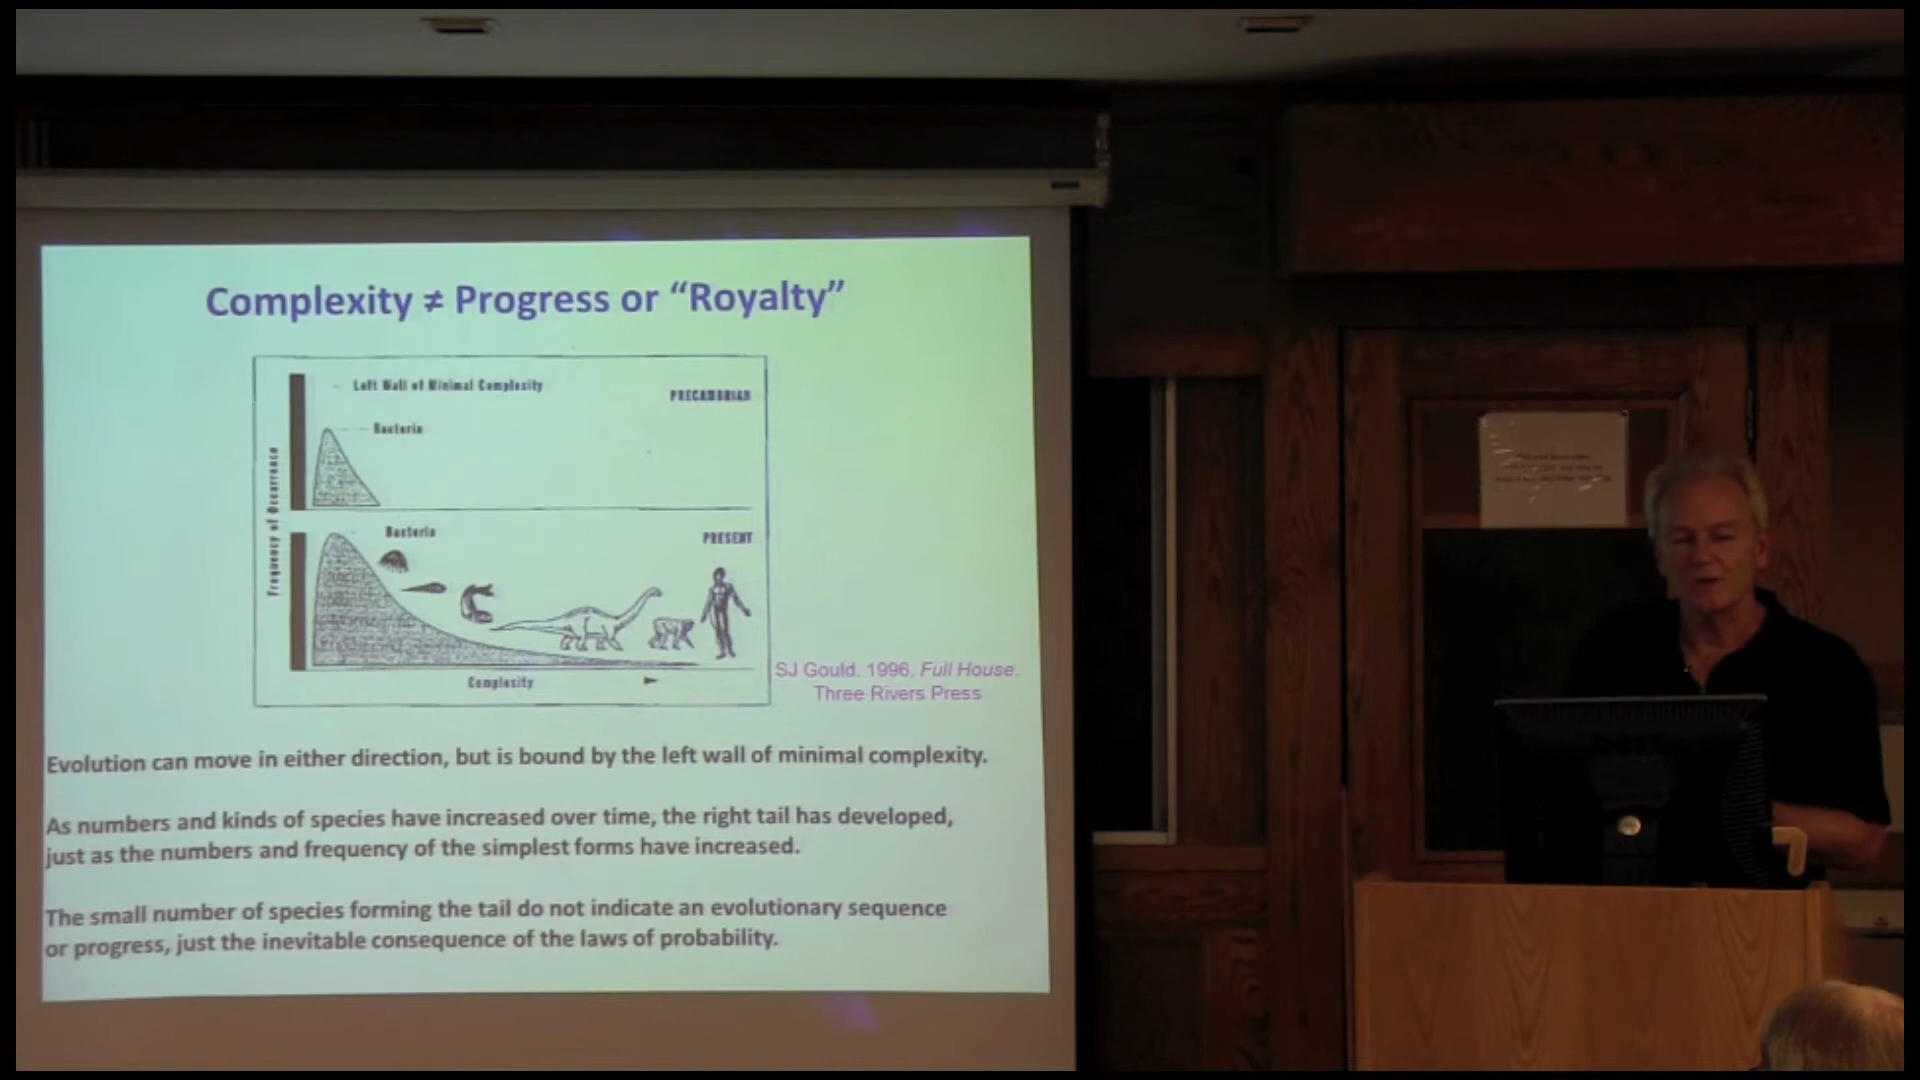 Complexity ≠ Progress or “Royalty”
Left Wall of Minimal Complexity
PRECAMBRIAN
Bacteria
Frequency of Occurrence
Bacteria
PRESENT
Complexity
SJ Gould. 1996. Full House.
Three Rivers Press
Evolution can move in either direction, but is bound by the left wall of minimal complexity.
As numbers and kinds of species have increased over time, the right tail has developed,
just as the numbers and frequency of the simplest forms have increased.
The small number of species forming the tail do not indicate an evolutionary sequence
or progress, just the inevitable consequence of the laws of probability.